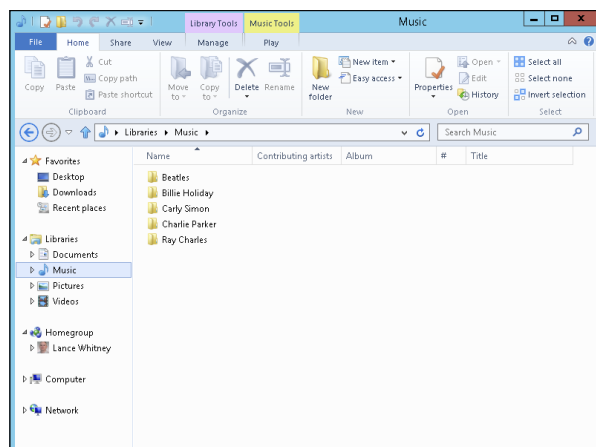 Library Tools Music Tools Music
File Home Share View Manage Play
Copy Paste Cut Copy path Paste shortcut
Move to Copy to Delete Rename
New folder New item Easy access
Properties Open Edit History
Select all Select none Invert selection
Clipboard Organize New Open Select
Libraries Music Search Music
Name Contributing artists Album # Title
Favorites
Desktop
Downloads
Recent places
Libraries
Documents
Music
Pictures
Videos
Homegroup
Lance Whitney
Computer
Network
Beatles
Billie Holiday
Carly Simon
Charlie Parker
Ray Charles